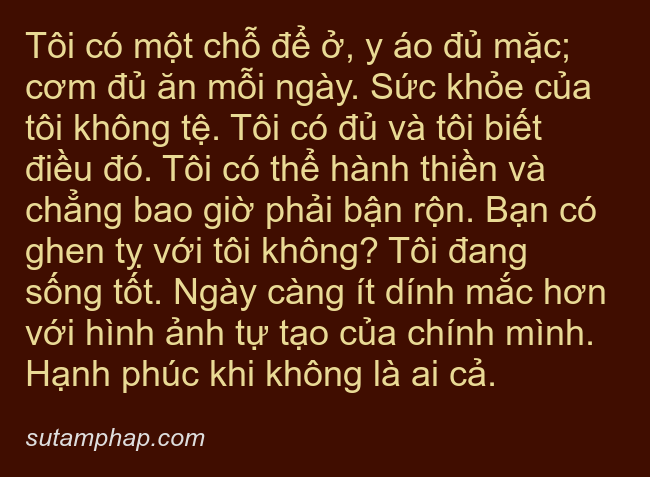 Tôi có một chỗ để ở, y áo đủ mặc;
cơm đủ ăn mỗi ngày. Sức khỏe của
tôi không tệ. Tôi có đủ và tôi biết
điều đó. Tôi có thể hành thiền và
chẳng bao giờ phải bận rộn. Bạn có
ghen tỵ với tôi không? Tôi đang
sống tốt. Ngày càng ít dính mắc hơn
với hình ảnh tự tạo của chính mình.
Hạnh phúc khi không là ai cả.
sutamphap.com